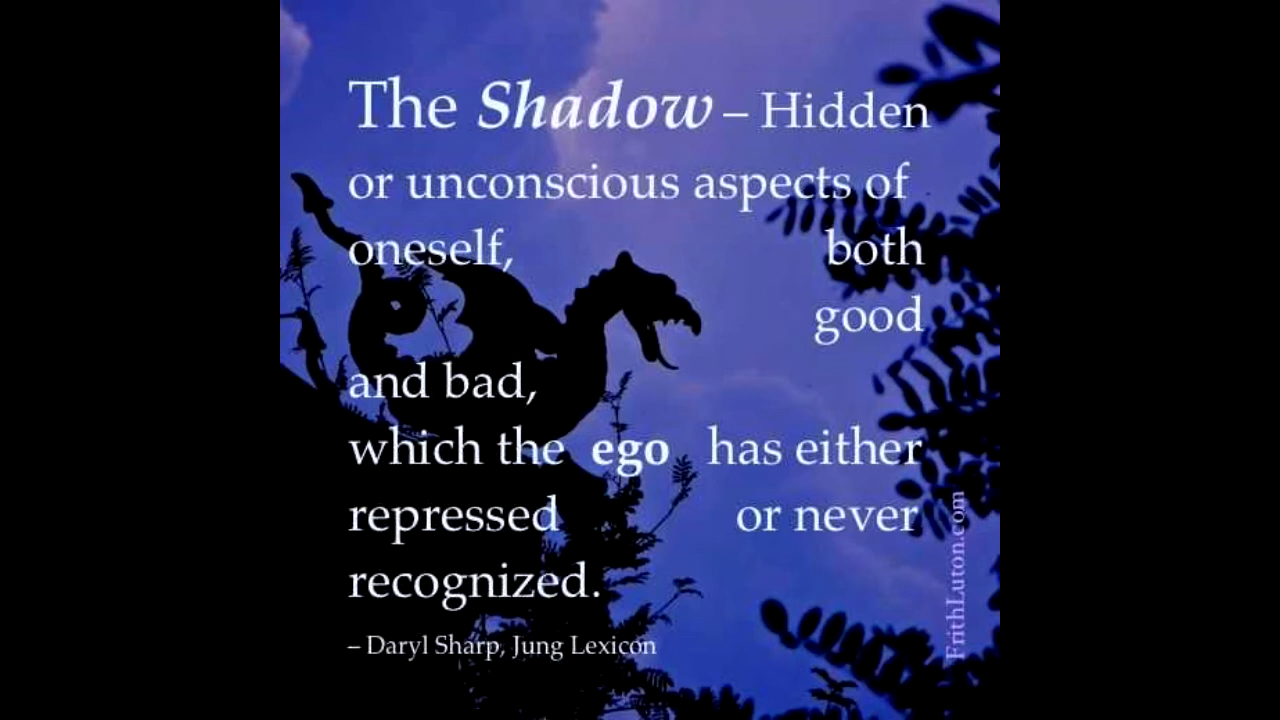 The Shadow – Hidden
or unconscious aspects of
oneself, both
good
and bad,
which the ego has either
repressed or never
recognized.
– Daryl Sharp, Jung Lexicon
FrithLuton.com